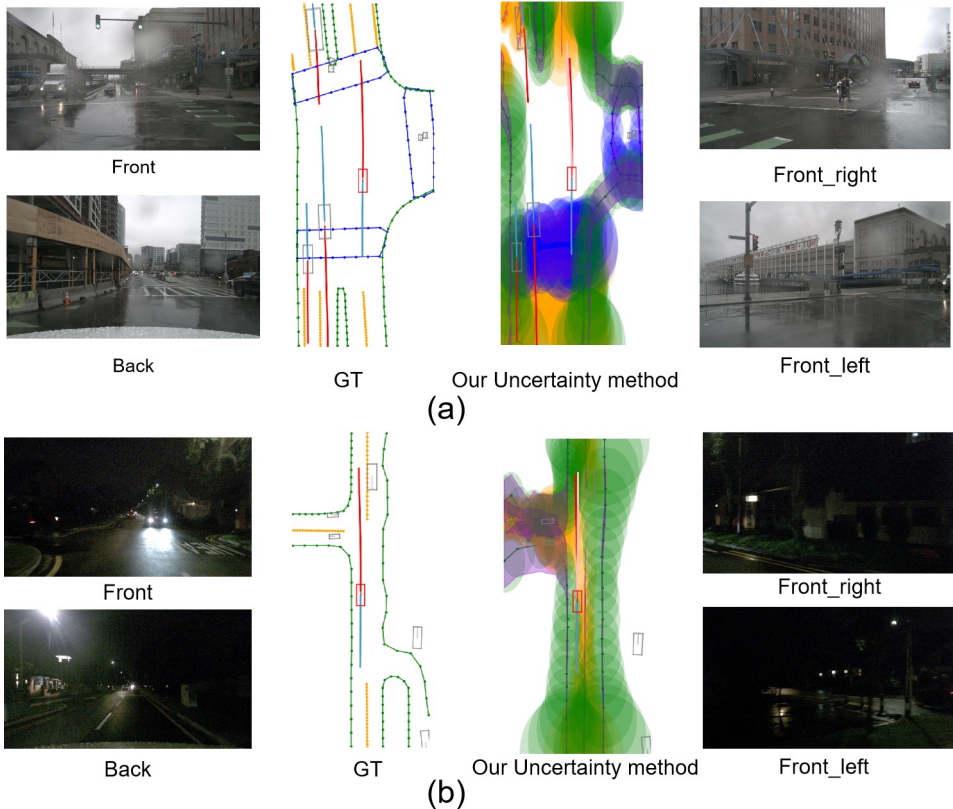 Front
Front_right
Back
Front_left
GT
Our Uncertainty method
(a)
Front
Front_right
Back
GT
Our Uncertainty method
Front_left
(b)